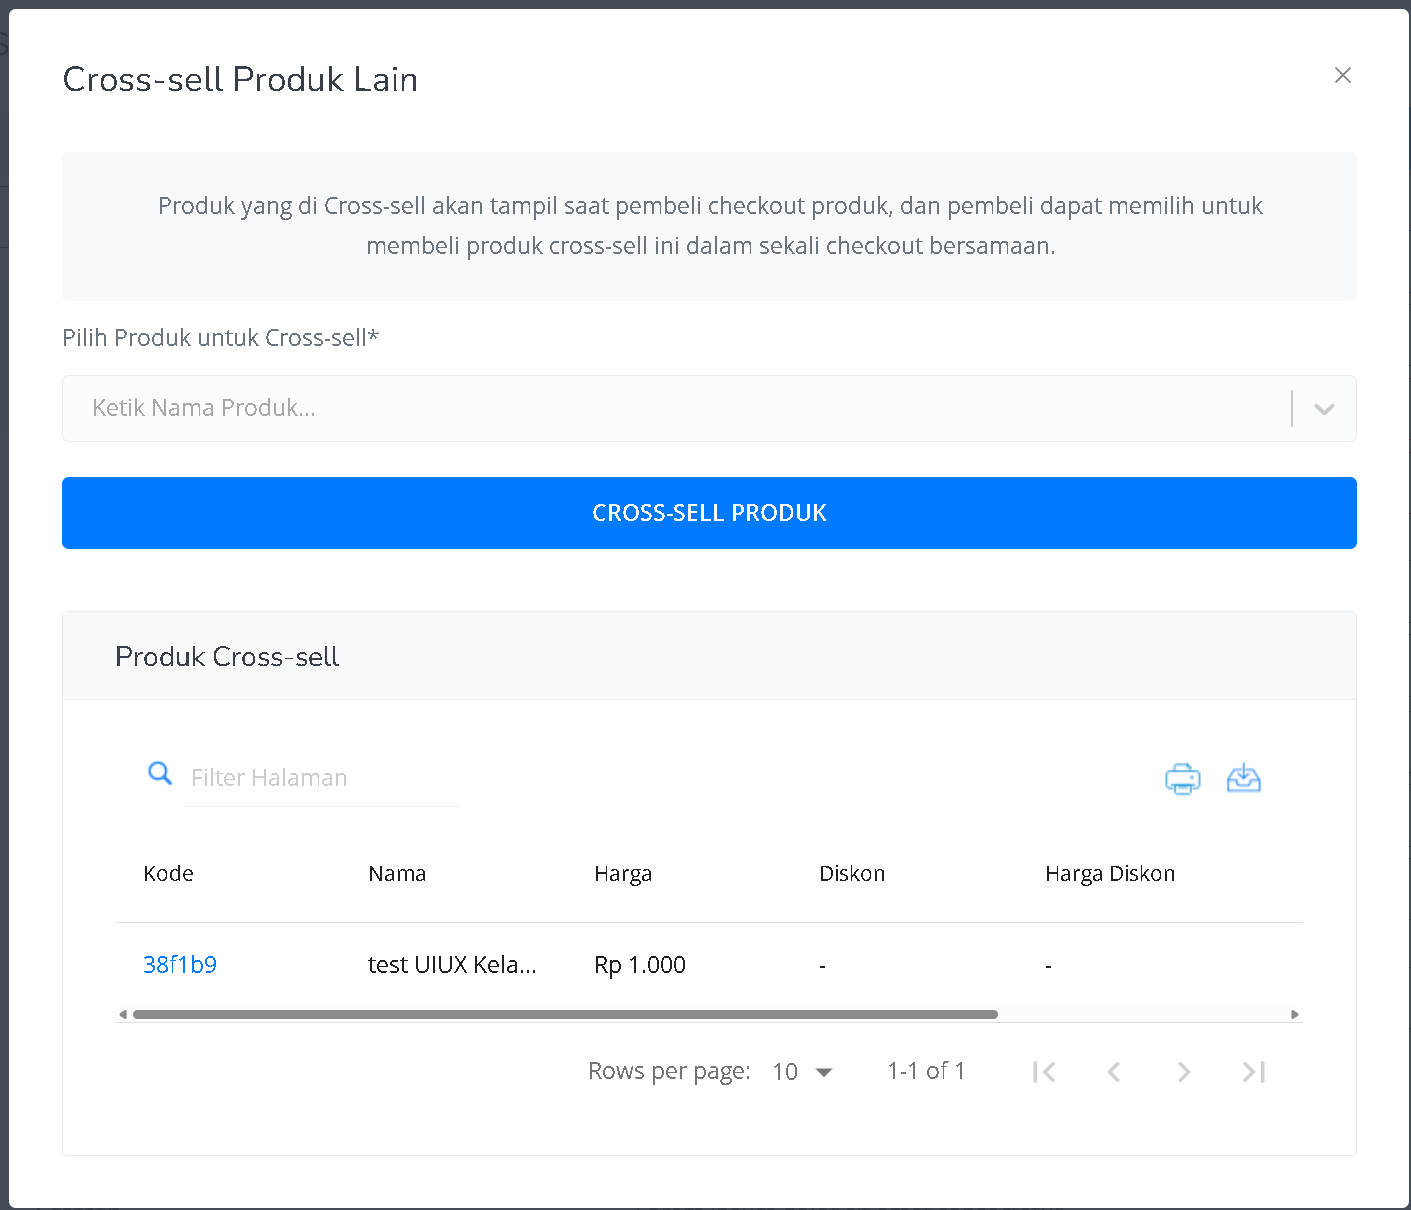 Cross-sell Produk Lain
Produk yang di Cross-sell akan tampil saat pembeli checkout produk, dan pembeli dapat memilih untuk
membeli produk cross-sell ini dalam sekali checkout bersamaan.
Pilih Produk untuk Cross-sell*
Ketik Nama Produk...
CROSS-SELL PRODUK
Produk Cross-sell
Filter Halaman
Kode Nama Harga Diskon Harga Diskon
38f1b9 test UIUX Kela... Rp 1.000 - -
Rows per page: 10 1-1 of 1